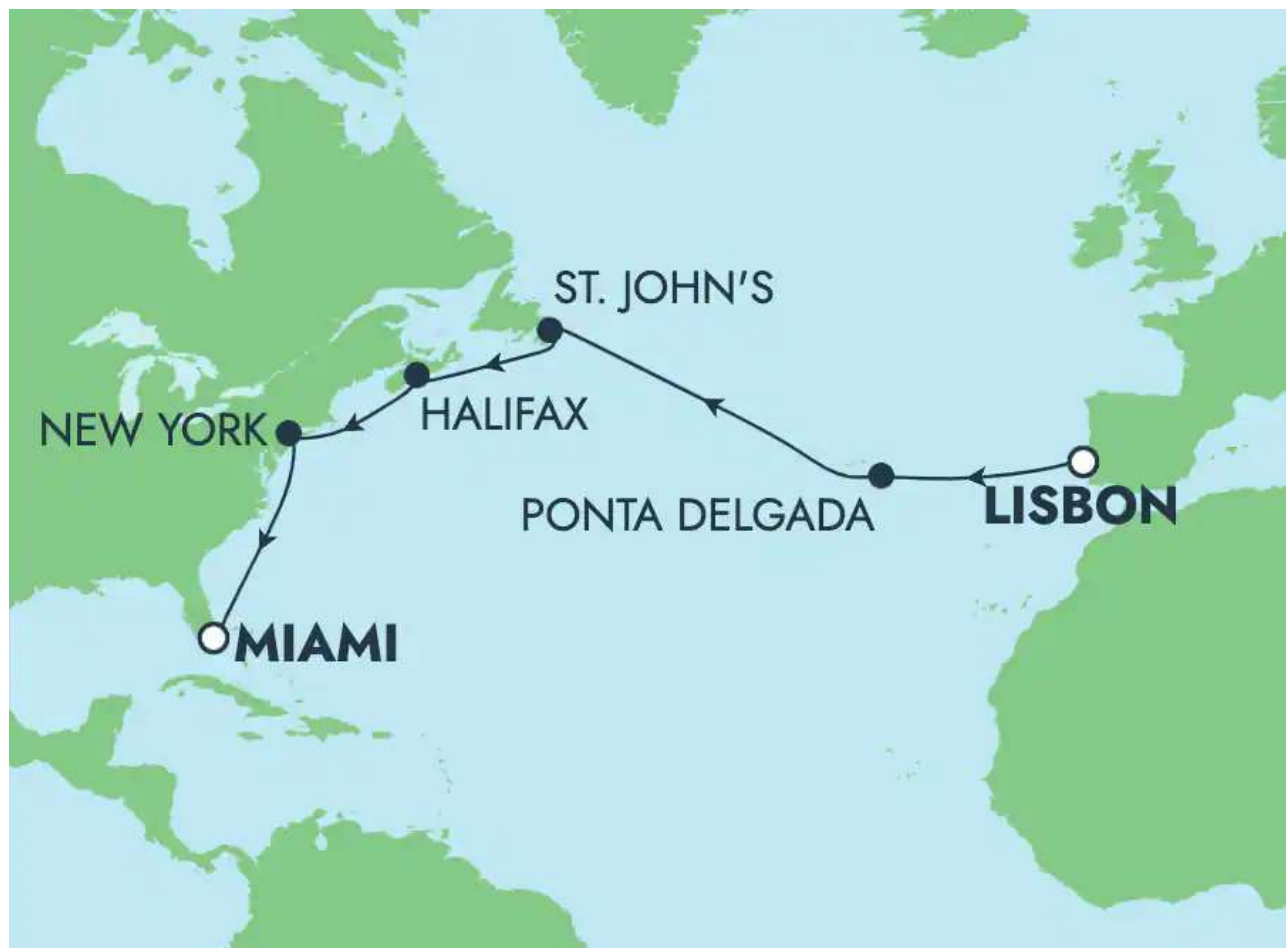 ST. JOHN'S
HALIFAX
NEW YORK
PONTA DELGADA
LISBON
MIAMI